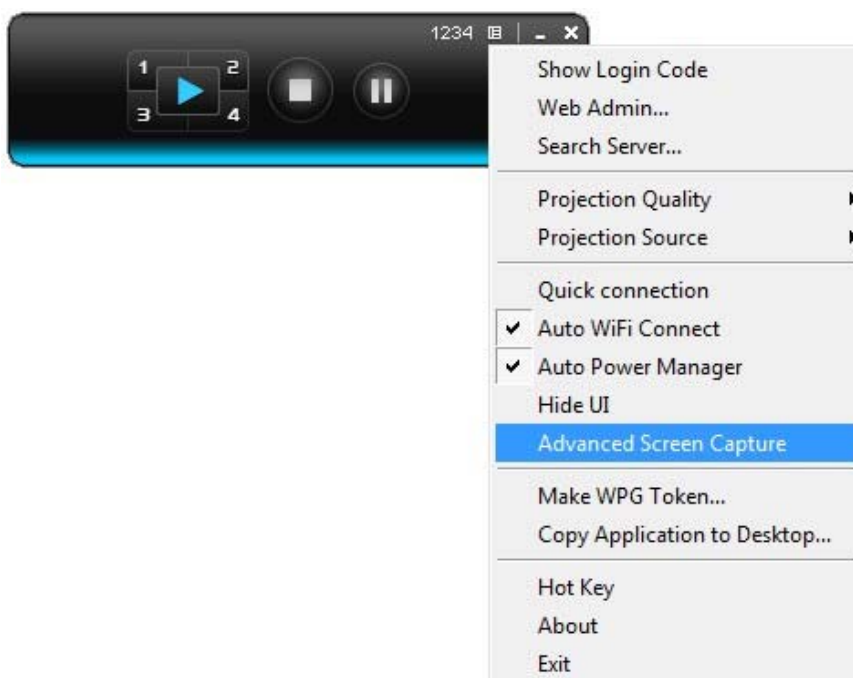 1234
1 2
3 4
Show Login Code
Web Admin...
Search Server...
Projection Quality
Projection Source
Quick connection
Auto WiFi Connect
Auto Power Manager
Hide UI
Advanced Screen Capture
Make WPG Token...
Copy Application to Desktop...
Hot Key
About
Exit